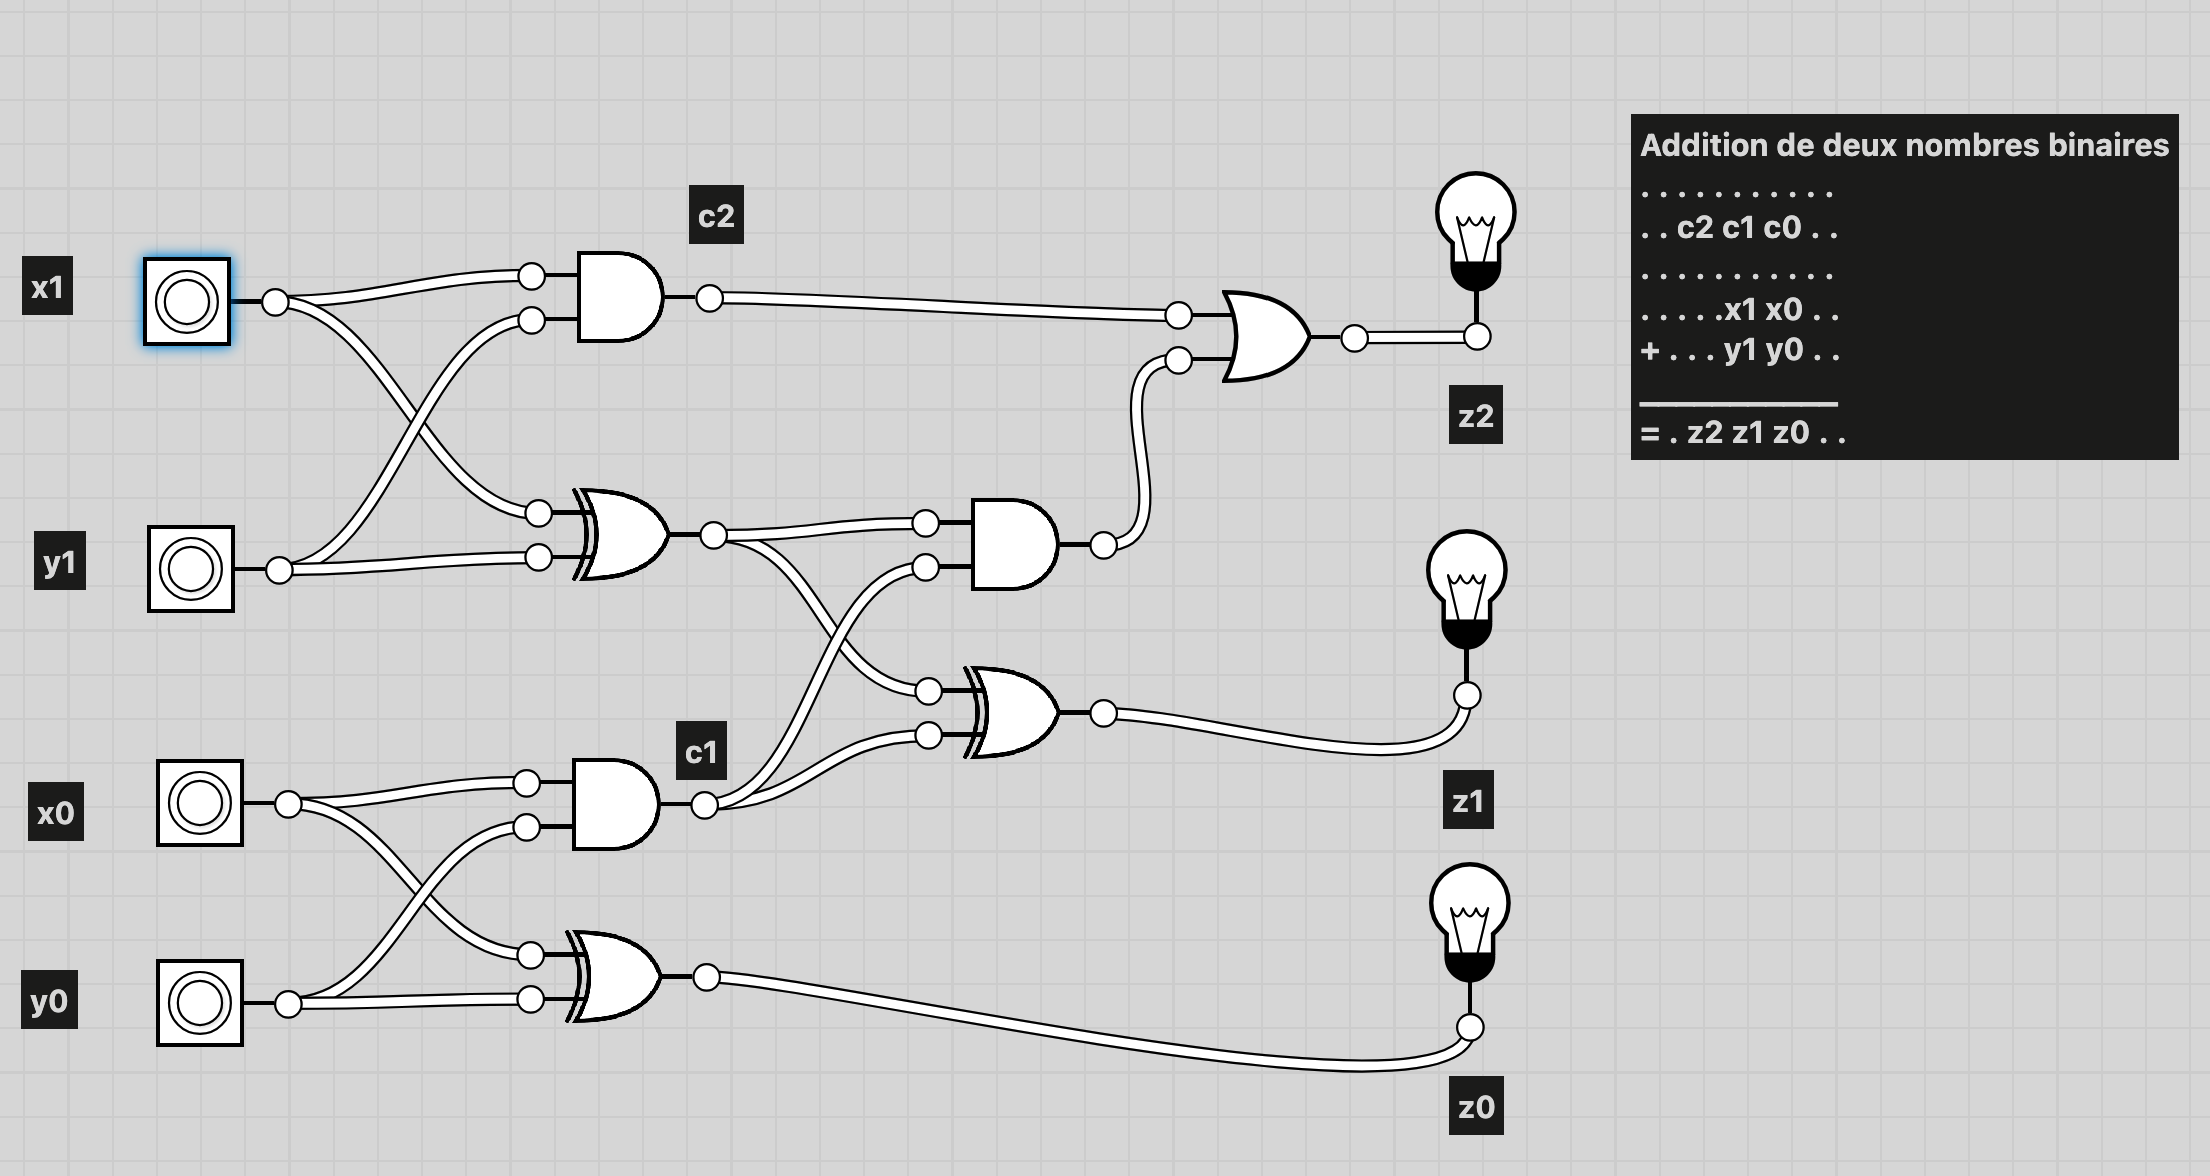 Addition de deux nombres binaires
. . . . . . . . . . .
. . c2 c1 c0 . .
. . . . . . . . . . .
. . . . .x1 x0 . .
+ . . . y1 y0 . .
___________
= . z2 z1 z0 . .
c2
x1
z2
y1
c1
z1
x0
y0
z0